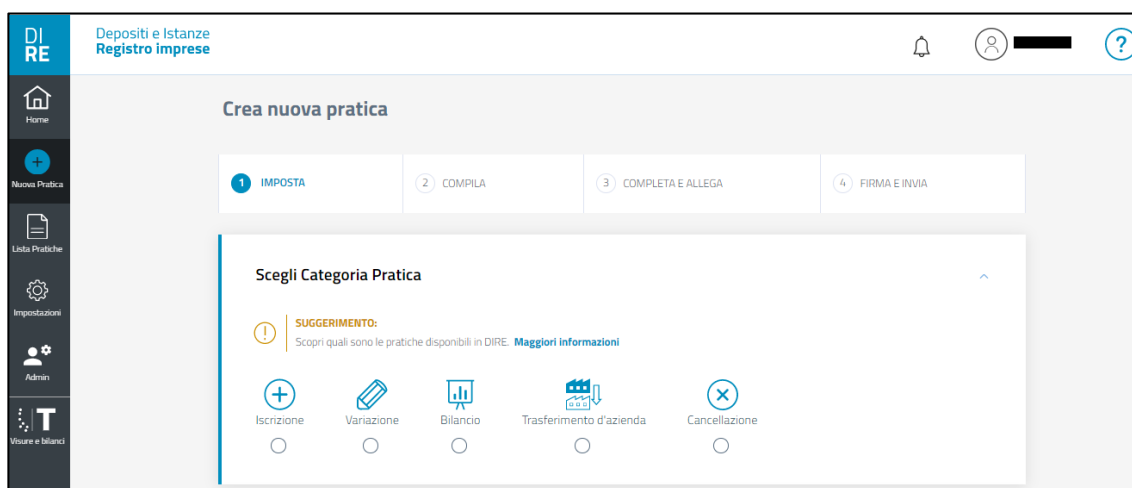 DI
RE
Depositi e Istanze
Registro imprese
?
Home
Nuova Pratica
Lista Pratiche
Impostazioni
Admin
T
Visure e bilanci
Crea nuova pratica
1 IMPOSTA
2 COMPILA
3 COMPLETA E ALLEGA
4 FIRMA E INVIA
Scegli Categoria Pratica
SUGGERIMENTO:
Scopri quali sono le pratiche disponibili in DIRE. Maggiori informazioni
Iscrizione Variazione Bilancio Trasferimento d'azienda Cancellazione